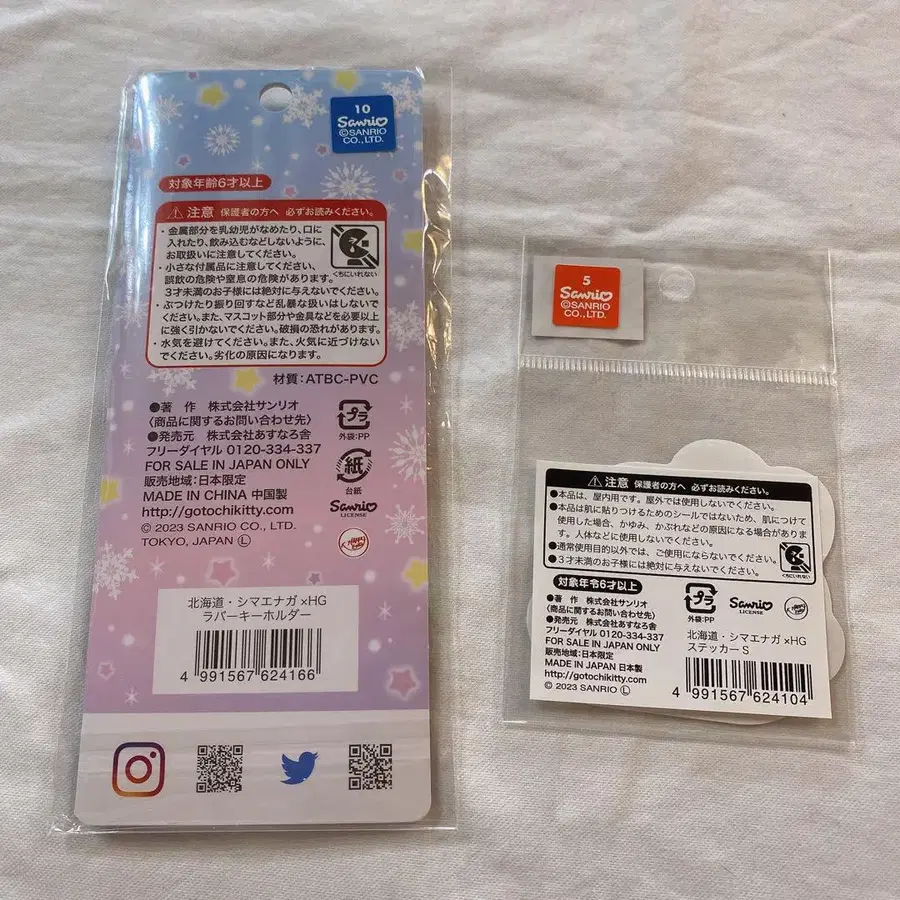 10
Sanrio
©SANRIO
CO., LTD.
対象年齢6才以上
注意 保護者の方へ 必ずお読みください。
・金属部分を乳幼児がなめたり、口に
入れたり、飲み込むなどしないように、
お取扱いに注意してください。
・小さな付属品に注意してください、
誤飲の危険や窒息の危険があります。
3才未満のお子様には絶対に与えないでください。
・ぶつけたり振り回すなど乱暴な扱いはしないで
ください。また、マスコット部分や金具などを必要以上
に強く引かないでください。破損の恐れがあります。
・水気を避けてください。また、火気に近づけない
でください。劣化の原因になります。
くちにいれない
材質:ATBC-PVC
●著 作 株式会社サンリオ
〈商品に関するお問い合わせ先〉
●発売元 株式会社あすなろ舎
フリーダイヤル 0120-334-337
FOR SALE IN JAPAN ONLY
販売地域:日本限定
MADE IN CHINA 中国製
http://gotochikitty.com
© 2023 SANRIO CO., LTD.
TOKYO, JAPAN Ⓛ
プラ
外袋:PP
紙
台紙
Sanrio
LICENSE
北海道・シマエナガ ×HG
ラバーキーホルダー
4 991567 624166
5
Sanrio
©SANRIO
CO., LTD.
注意 保護者の方へ 必ずお読みください。
●本品は、屋内用です。屋外では使用しないでください。
●本品は肌に貼りつけるためのシールではないため、肌につけて
使用した場合、かゆみ、かぶれなどの原因になる場合がありま
す。人体などに使用しないでください。
●通常使用目的以外では、ご使用にならないでください。
●3才未満のお子様には絶対に与えないでください。
くちにいれない
対象年令6才以上
●著 作 株式会社サンリオ
〈商品に関するお問い合わせ先〉
●発売元 株式会社あすなろ舎
フリーダイヤル 0120-334-337
FOR SALE IN JAPAN ONLY
販売地域:日本限定
MADE IN JAPAN 日本製
http://gotochikitty.com
© 2023 SANRIO Ⓛ
プラ
外袋:PP
Sanrio
LICENSE
北海道・シマエナガ ×HG
ステッカー S
4 991567 624104